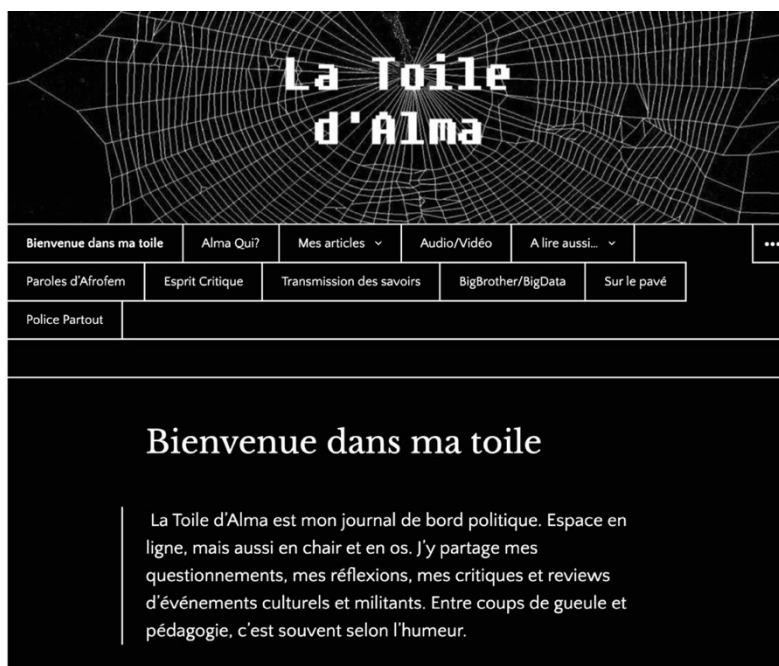 La Toile
d'Alma
Bienvenue dans ma toile Alma Qui? Mes articles Audio/Vidéo A lire aussi...
Paroles d'Afrofem Esprit Critique Transmission des savoirs BigBrother/BigData Sur le pavé
Police Partout
Bienvenue dans ma toile
La Toile d'Alma est mon journal de bord politique. Espace en
ligne, mais aussi en chair et en os. J'y partage mes
questionnements, mes réflexions, mes critiques et reviews
d'événements culturels et militants. Entre coups de gueule et
pédagogie, c'est souvent selon l'humeur.